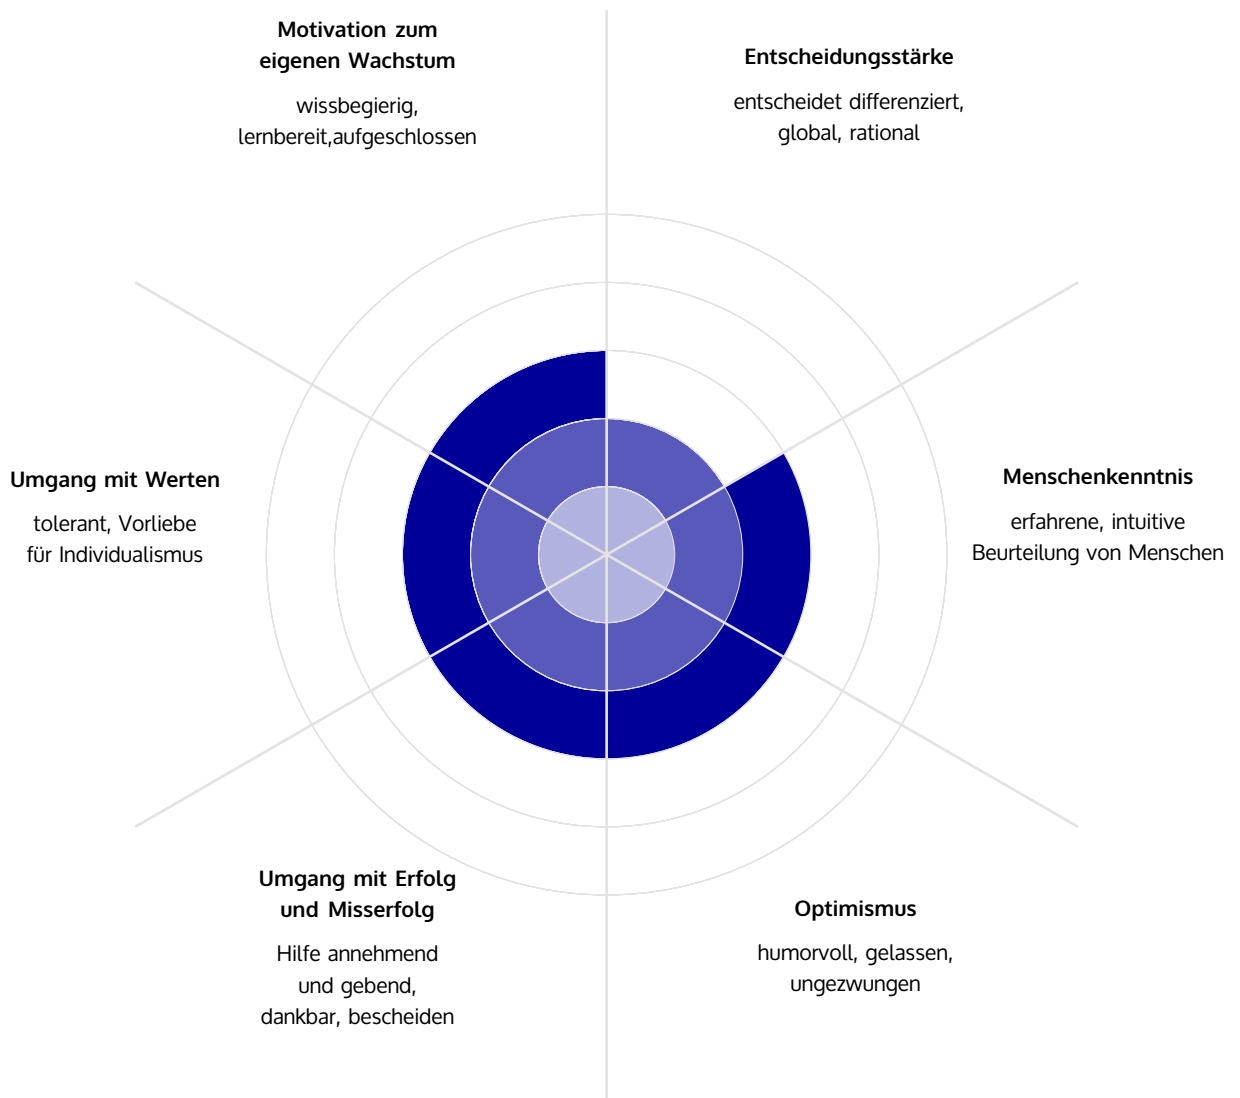 Motivation zum
eigenen Wachstum
wissbegierig,
lernbereit,aufgeschlossen
Entscheidungsstärke
entscheidet differenziert,
global, rational
Umgang mit Werten
tolerant, Vorliebe
für Individualismus
Menschenkenntnis
erfahrene, intuitive
Beurteilung von Menschen
Umgang mit Erfolg
und Misserfolg
Hilfe annehmend
und gebend,
dankbar, bescheiden
Optimismus
humorvoll, gelassen,
ungezwungen